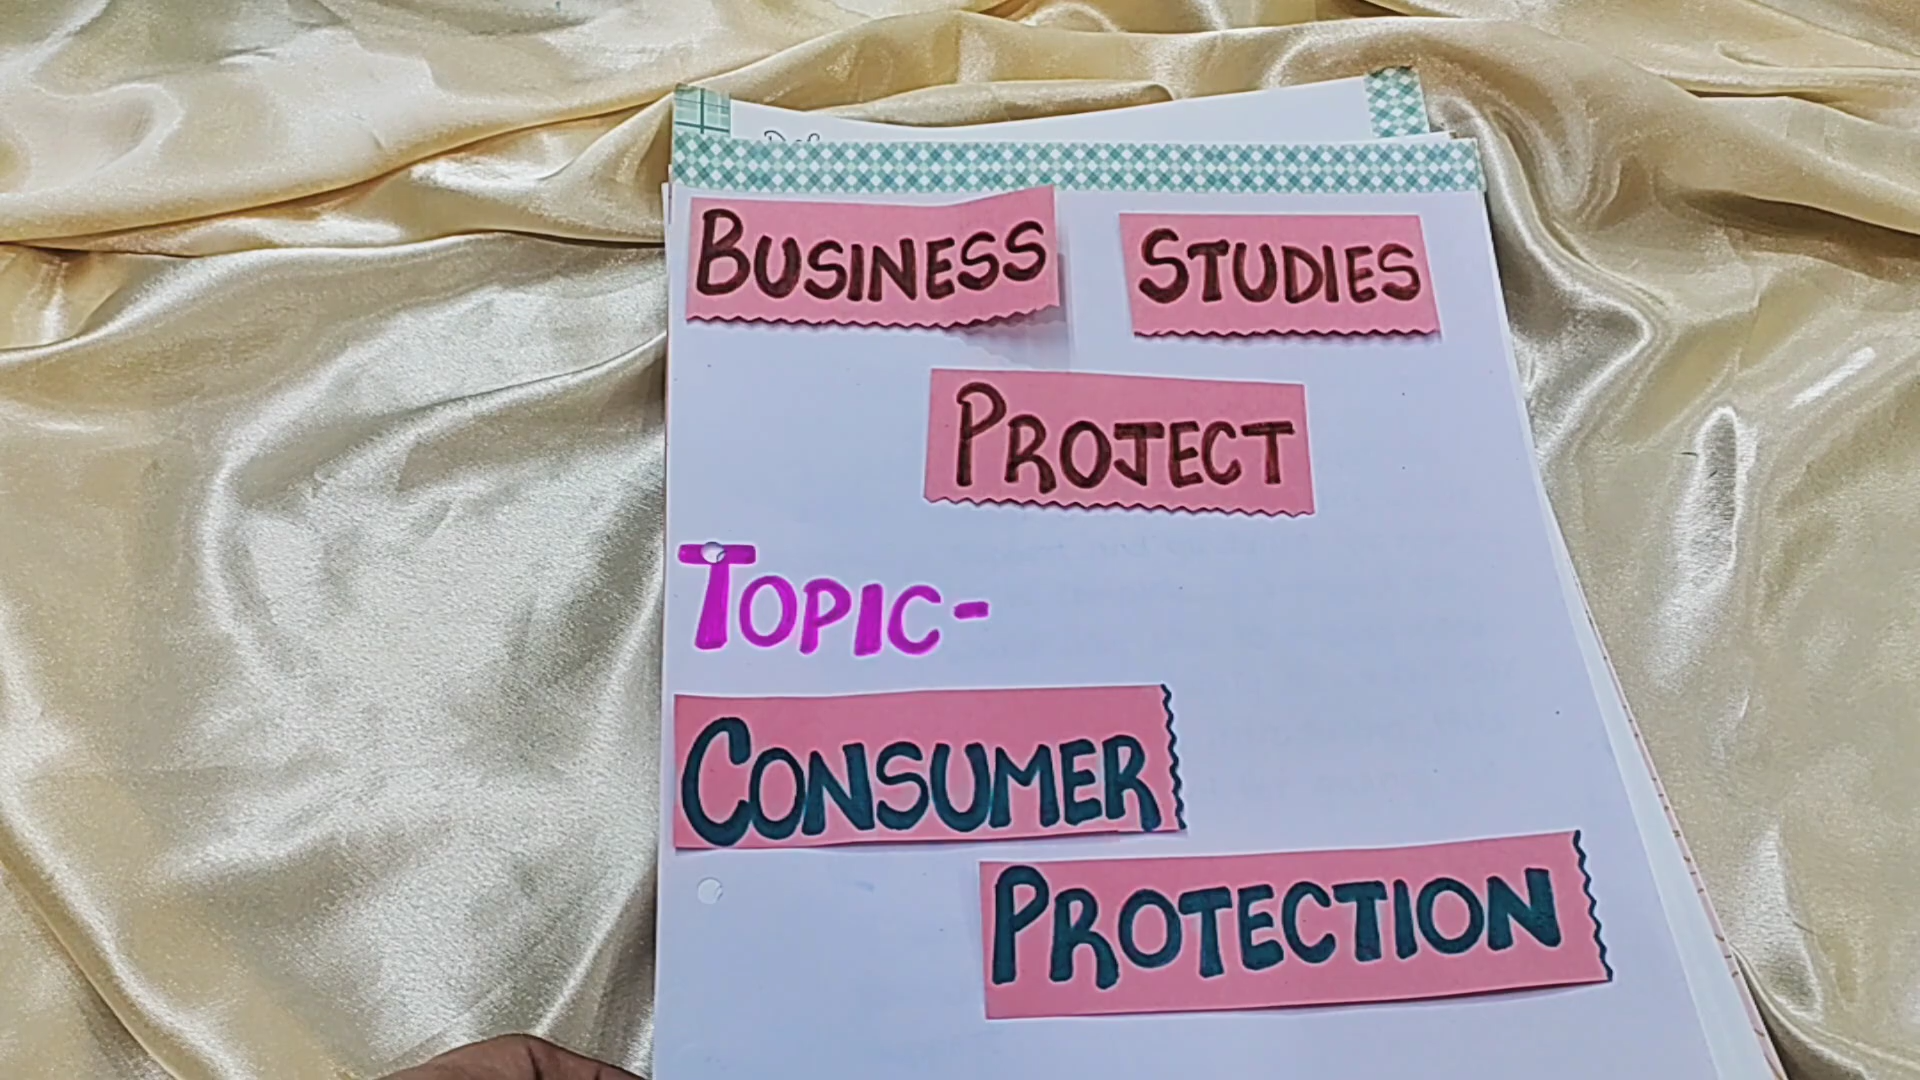 BUSINESS STUDIES
PROJECT
TOPIC-
CONSUMER
PROTECTION